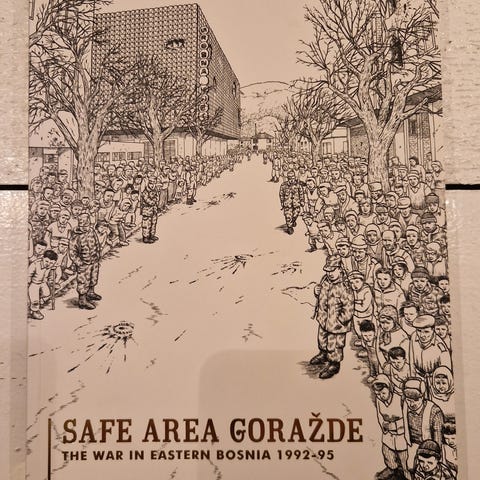 SAFE AREA GORAŽDE
THE WAR IN EASTERN BOSNIA 1992-95